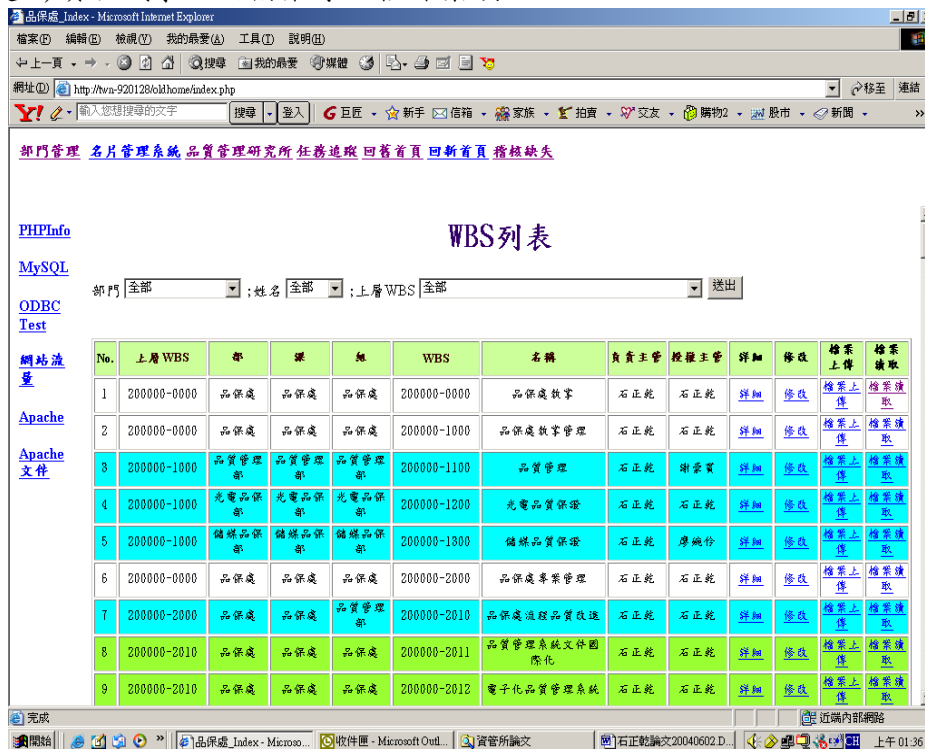 品保處_Index - Microsoft Internet Explorer
檔案(F) 編輯(E) 檢視(V) 我的最愛(A) 工具(T) 說明(H)
上一頁 搜尋 我的最愛 媒體
網址(D) http://twn-920128/oldhome/index.php 移至 連結
Y! 輸入您想搜尋的文字 搜尋 登入 巨匠 新手 信箱 家族 拍賣 交友 購物2 股市 新聞 »
部門管理 名片管理系統 品質管理研究所 任務追蹤 回舊首頁 回新首頁 稽核缺失
WBS列表
PHPInfo
MySQL
ODBC Test
網站流量
Apache
Apache 文件
部門 全部 ;姓名 全部 ;上層WBS 全部 送出
No. 上層WBS 部 課 組 WBS 名稱 負責主管 授權主管 詳細 修改 檔案上傳 檔案讀取
1 200000-0000 品保處 品保處 品保處 200000-0000 品保處執掌 石正乾 石正乾 詳細 修改 檔案上傳 檔案讀取
2 200000-0000 品保處 品保處 品保處 200000-1000 品保處執掌管理 石正乾 石正乾 詳細 修改 檔案上傳 檔案讀取
3 200000-1000 品質管理部 品質管理部 品質管理部 200000-1100 品質管理 石正乾 詳細 修改 檔案上傳 檔案讀取
4 200000-1000 光電品保部 光電品保部 光電品保部 200000-1200 光電品質保證 石正乾 石正乾 詳細 修改 檔案上傳 檔案讀取
5 200000-1000 儲媒品保部 儲媒品保部 儲媒品保部 200000-1300 儲媒品質保證 石正乾 廖婉伶 詳細 修改 檔案上傳 檔案讀取
6 200000-0000 品保處 品保處 品保處 200000-2000 品保處專案管理 石正乾 石正乾 詳細 修改 檔案上傳 檔案讀取
7 200000-2000 品保處 品保處 品質管理部 200000-2010 品保處流程品質改進 石正乾 石正乾 詳細 修改 檔案上傳 檔案讀取
8 200000-2010 品保處 品保處 品保處 200000-2011 品質管理系統文件國際化 石正乾 石正乾 詳細 修改 檔案上傳 檔案讀取
9 200000-2010 品保處 品保處 品保處 200000-2012 電子化品質管理系統 石正乾 石正乾 詳細 修改 檔案上傳 檔案讀取
完成 近端內部網路
開始 » 品保處_Index - Microso... 收件匣 - Microsoft Outl... 資管所論文 石正乾論文20040602.D... CH 上午 01:36